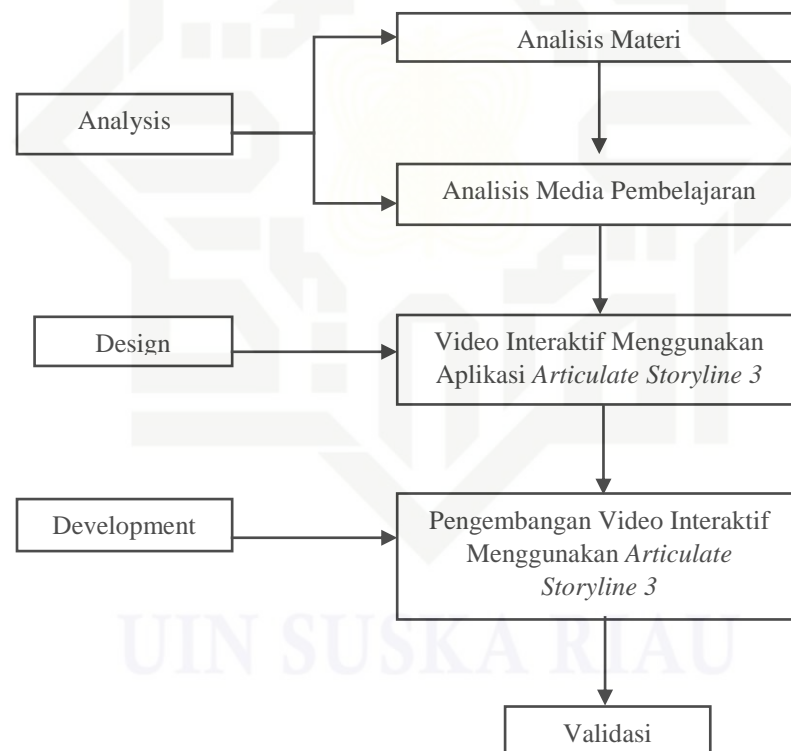 Analisis Materi
Analysis
Analisis Media Pembelajaran
Design
Video Interaktif Menggunakan
Aplikasi Articulate Storyline 3
Development
Pengembangan Video Interaktif
Menggunakan Articulate
Storyline 3
UIN SUSKA RIAU
Validasi